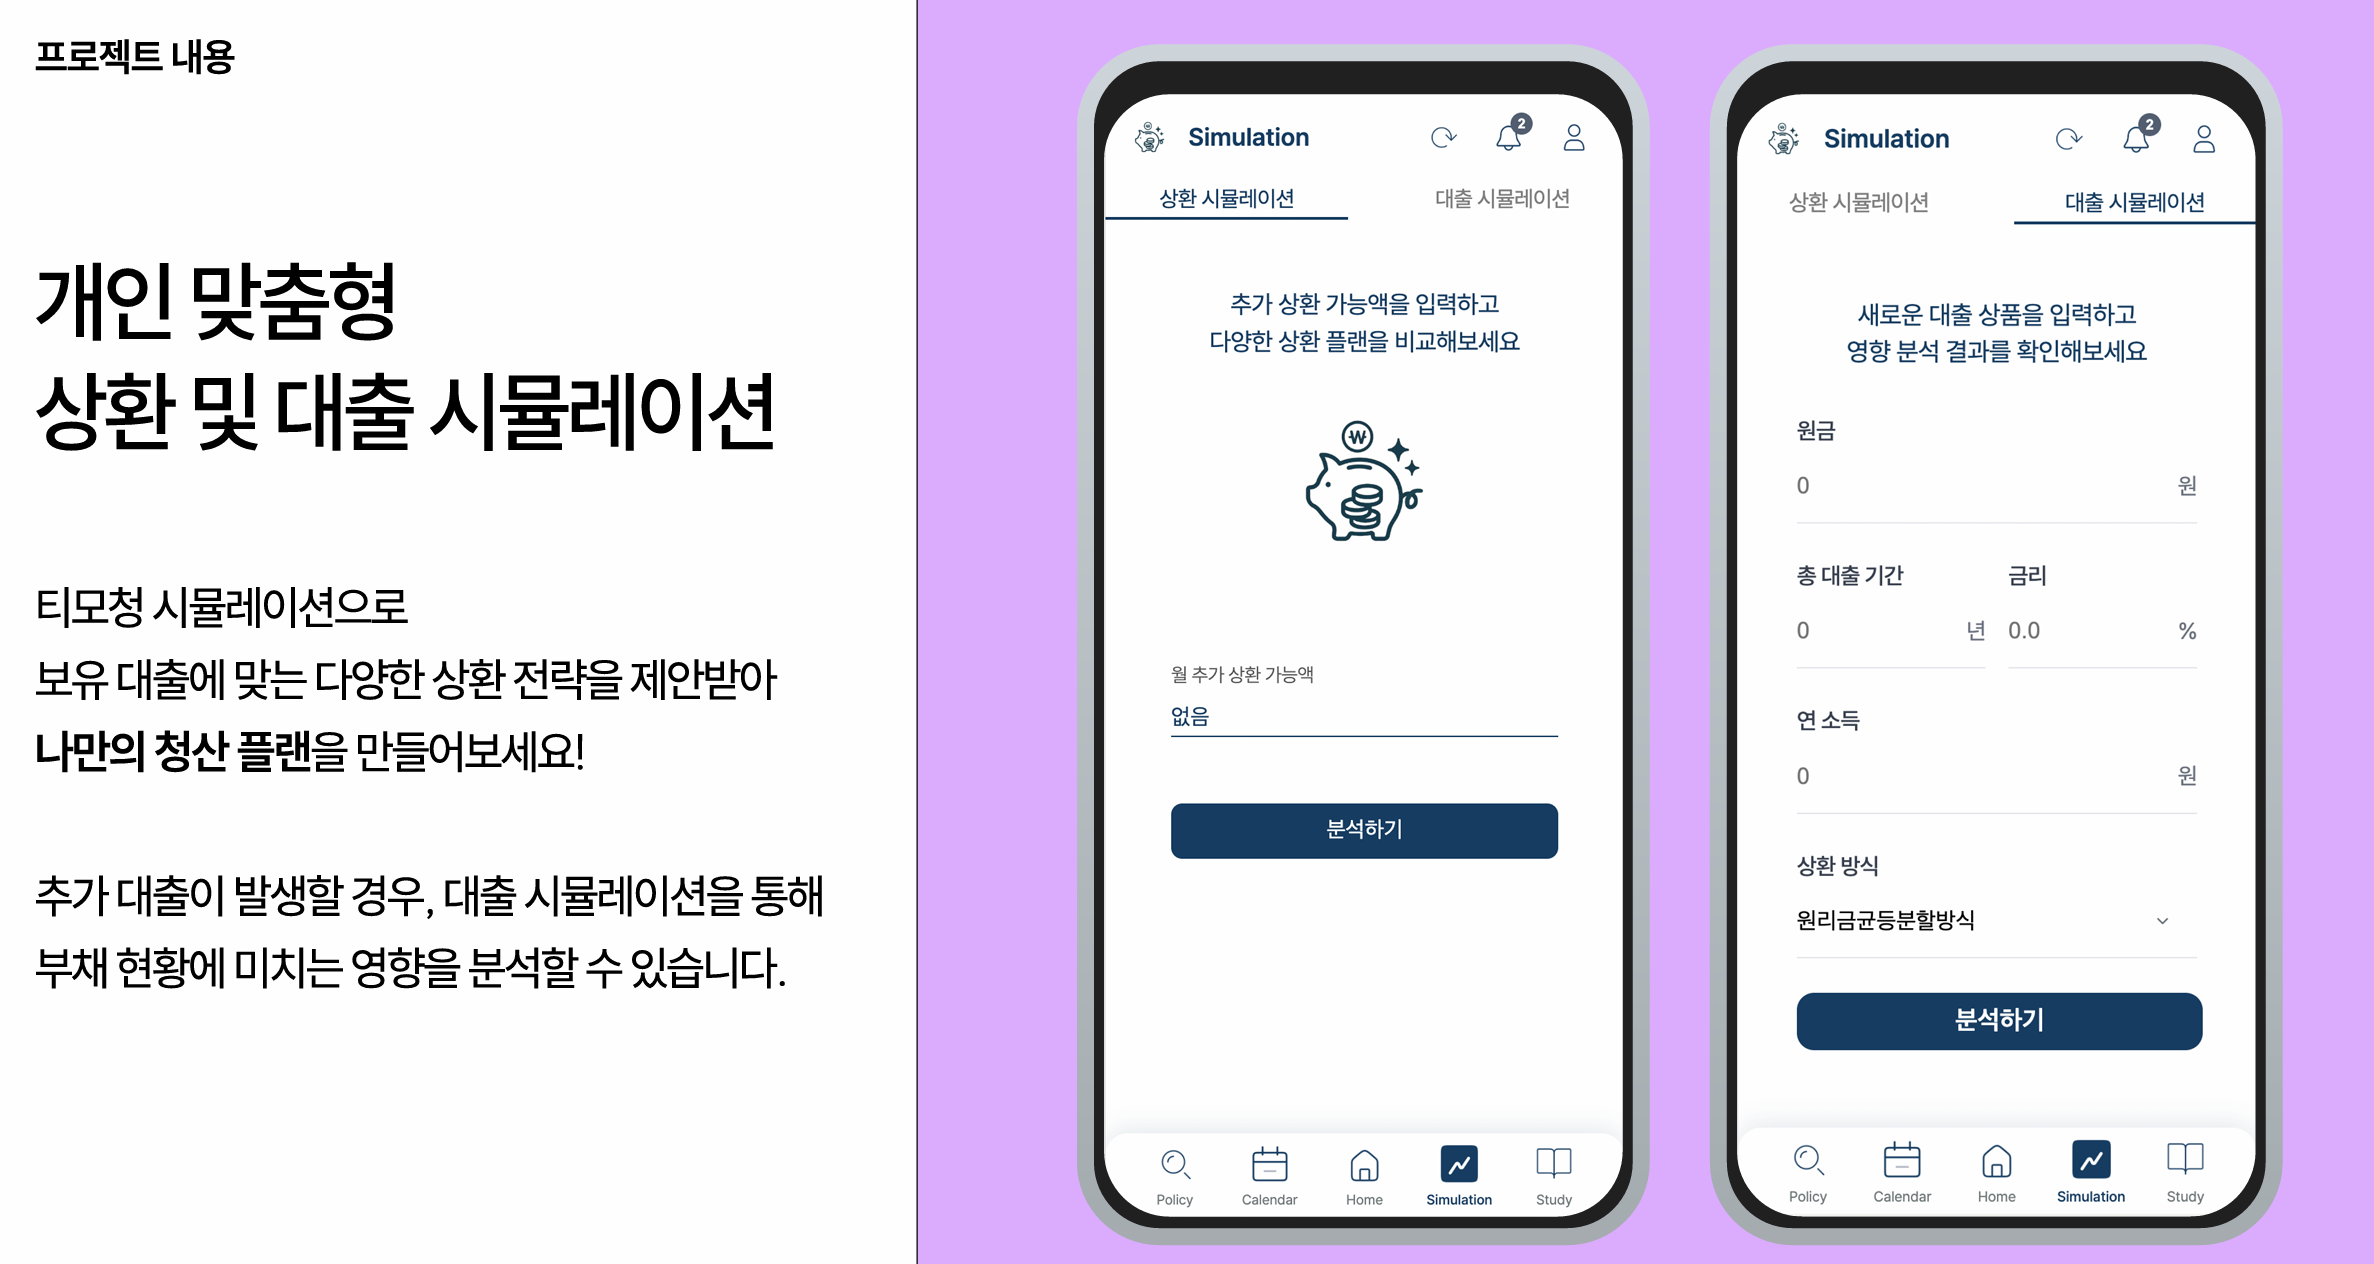 프로젝트 내용
개인 맞춤형
상환 및 대출 시뮬레이션
티모청 시뮬레이션으로
보유 대출에 맞는 다양한 상환 전략을 제안받아
나만의 청산 플랜을 만들어보세요!
추가 대출이 발생할 경우, 대출 시뮬레이션을 통해
부채 현황에 미치는 영향을 분석할 수 있습니다.
Simulation
2
상환 시뮬레이션
대출 시뮬레이션
추가 상환 가능액을 입력하고
다양한 상환 플랜을 비교해보세요
₩
월 추가 상환 가능액
없음
분석하기
Policy
Calendar
Home
Simulation
Study
Simulation
2
상환 시뮬레이션
대출 시뮬레이션
새로운 대출 상품을 입력하고
영향 분석 결과를 확인해보세요
원금
0 원
총 대출 기간
0 년
금리
0.0 %
연 소득
0 원
상환 방식
원리금균등분할방식
분석하기
Policy
Calendar
Home
Simulation
Study